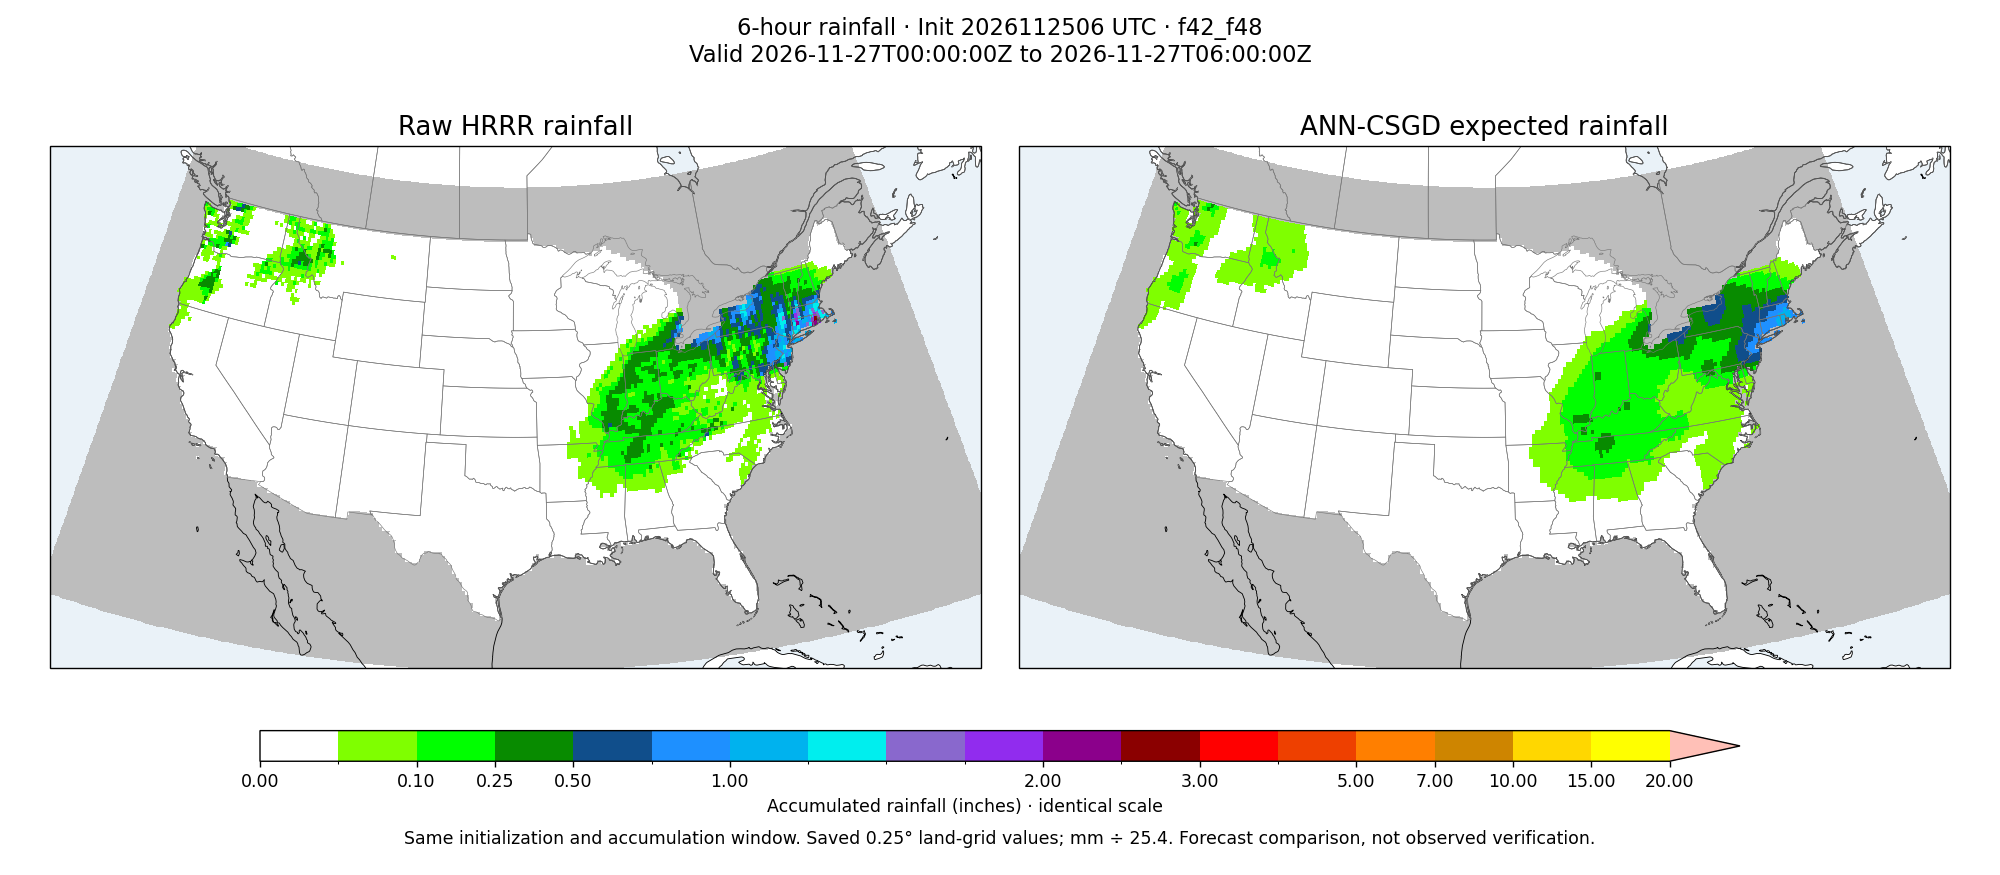 6-hour rainfall · Init 2026112506 UTC · f42_f48
Valid 2026-11-27T00:00:00Z to 2026-11-27T06:00:00Z
Raw HRRR rainfall
ANN-CSGD expected rainfall
0.00 0.10 0.25 0.50 1.00 2.00 3.00 5.00 7.00 10.00 15.00 20.00
Accumulated rainfall (inches) · identical scale
Same initialization and accumulation window. Saved 0.25° land-grid values; mm ÷ 25.4. Forecast comparison, not observed verification.